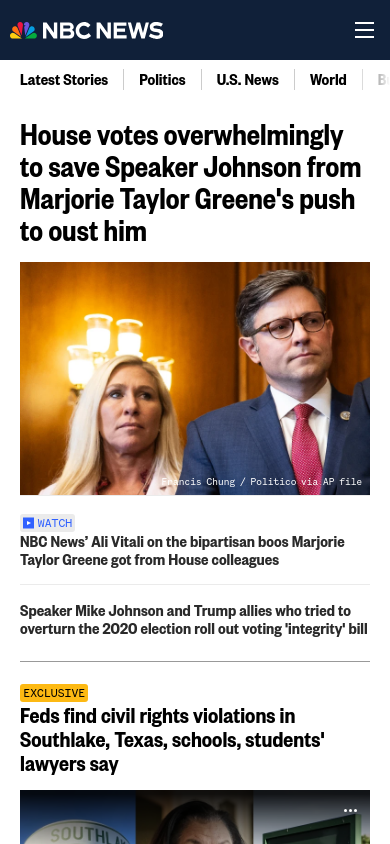 NBC NEWS
Latest Stories
Politics
U.S. News
World
House votes overwhelmingly
to save Speaker Johnson from
Marjorie Taylor Greene's push
to oust him
Francis Chung / Politico via AP file
WATCH
NBC News’ Ali Vitali on the bipartisan boos Marjorie
Taylor Greene got from House colleagues
Speaker Mike Johnson and Trump allies who tried to
overturn the 2020 election roll out voting 'integrity' bill
EXCLUSIVE
Feds find civil rights violations in
Southlake, Texas, schools, students'
lawyers say
SOUTHLAK